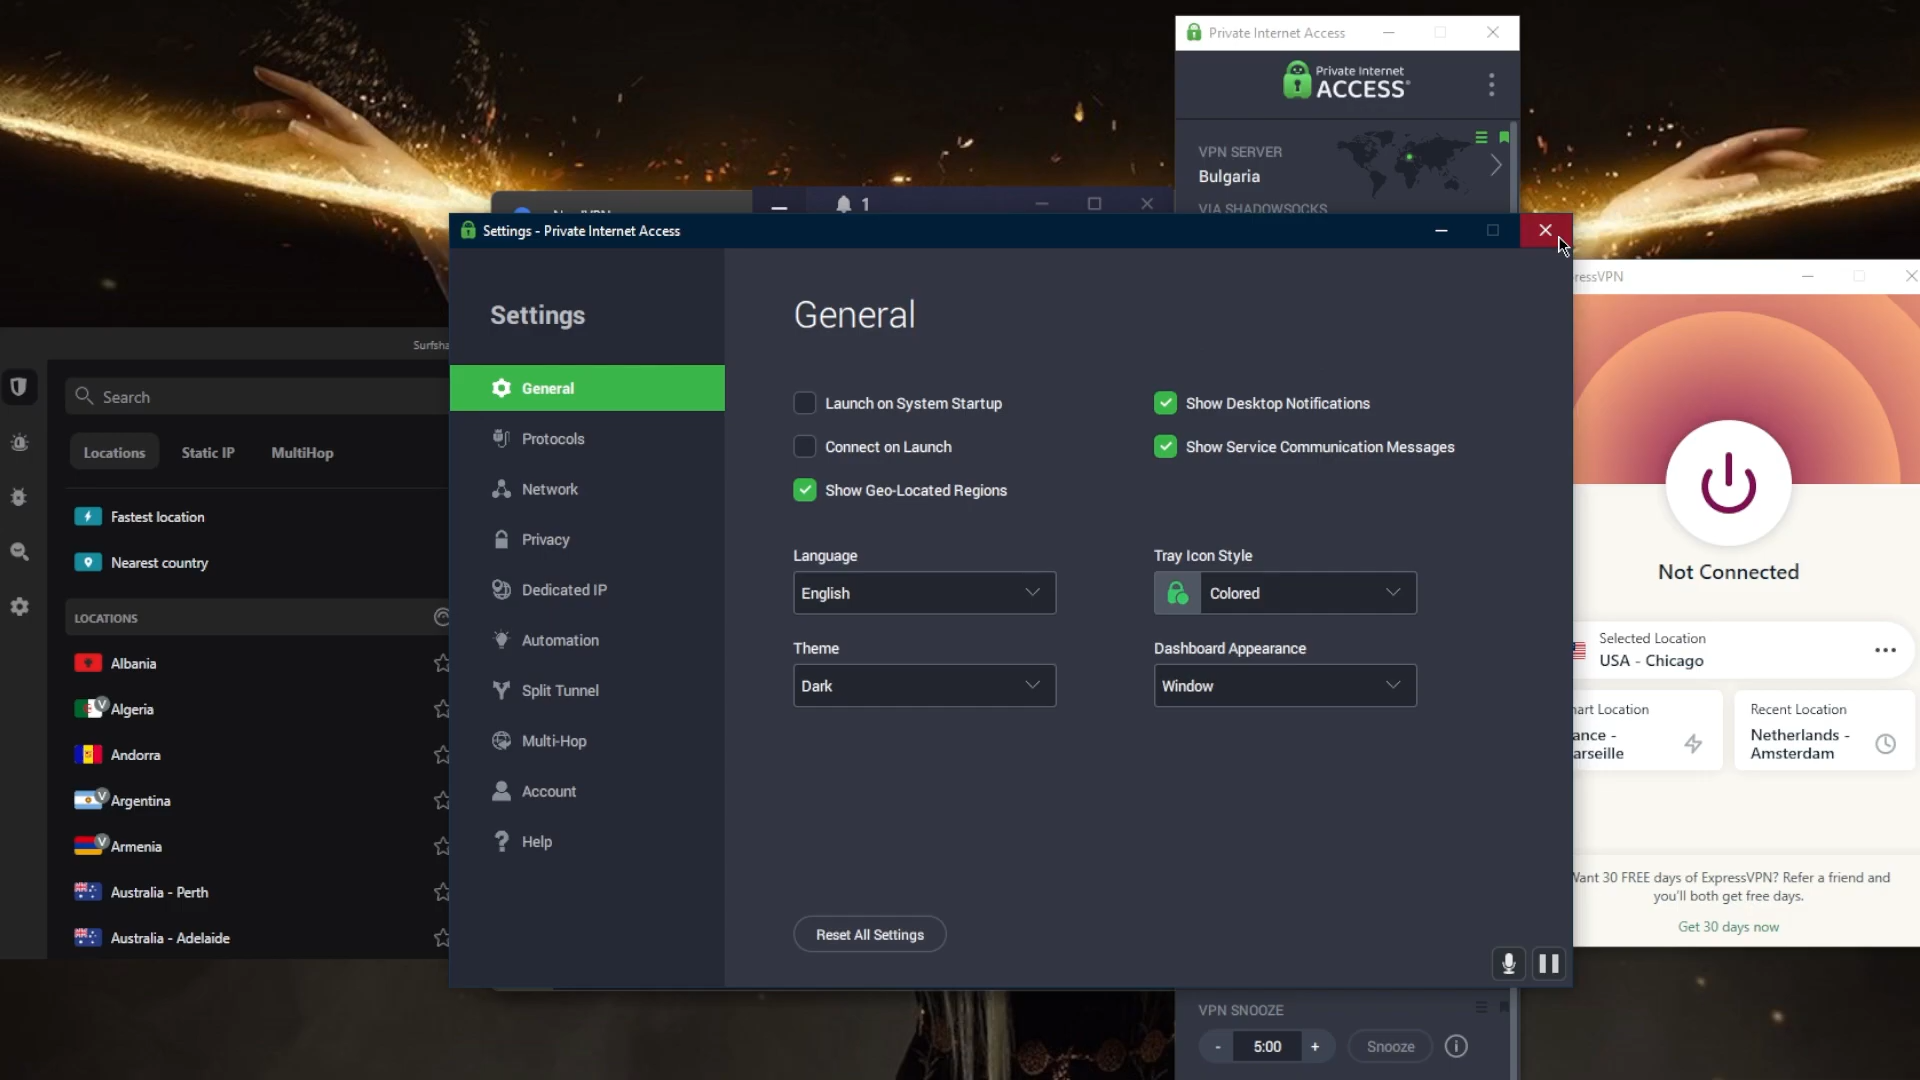 Private Internet Access
Private Internet
ACCESS
VPN SERVER
Bulgaria
VIA SHADOWSOCKS
1
Settings - Private Internet Access
Settings
General
Protocols
Network
Privacy
Dedicated IP
Automation
Split Tunnel
Multi-Hop
Account
Help
General
Launch on System Startup
Connect on Launch
Show Geo-Located Regions
Show Desktop Notifications
Show Service Communication Messages
Language
English
Tray Icon Style
Colored
Theme
Dark
Dashboard Appearance
Window
Reset All Settings
Surfsha
Search
Locations
Static IP
MultiHop
Fastest location
Nearest country
LOCATIONS
Albania
Algeria
Andorra
Argentina
Armenia
Australia - Perth
Australia - Adelaide
ressVPN
Not Connected
Selected Location
USA - Chicago
art Location
ance -
arseille
Recent Location
Netherlands -
Amsterdam
Want 30 FREE days of ExpressVPN? Refer a friend and
you'll both get free days.
Get 30 days now
VPN SNOOZE
- 5:00 +
Snooze